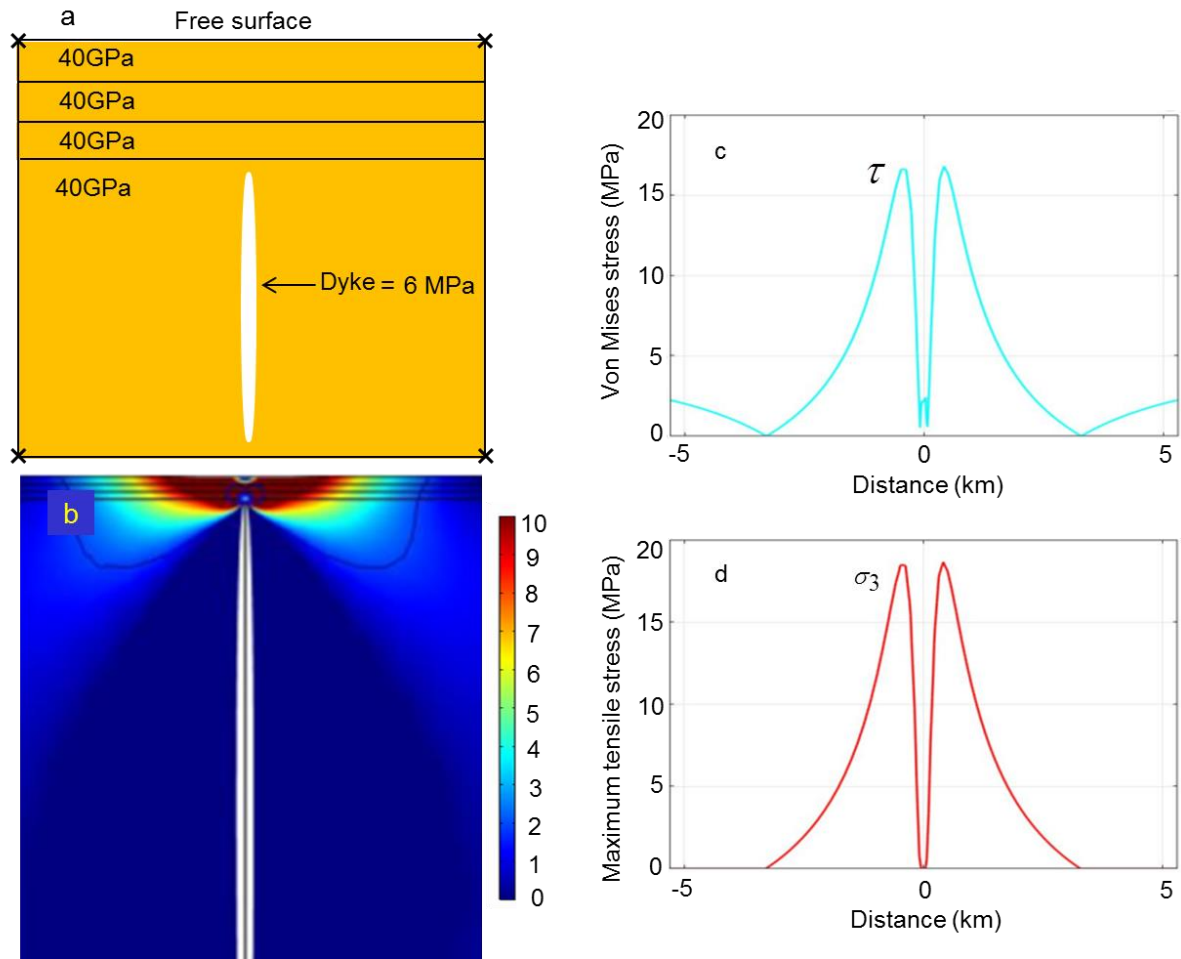 a
Free surface
40GPa
40GPa
40GPa
40GPa
Dyke = 6 MPa
b
10
9
8
7
6
5
4
3
2
1
0
c
τ
Von Mises stress (MPa)
20
15
10
5
0
-5
0
5
Distance (km)
d
σ3
Maximum tensile stress (MPa)
20
15
10
5
0
-5
0
5
Distance (km)